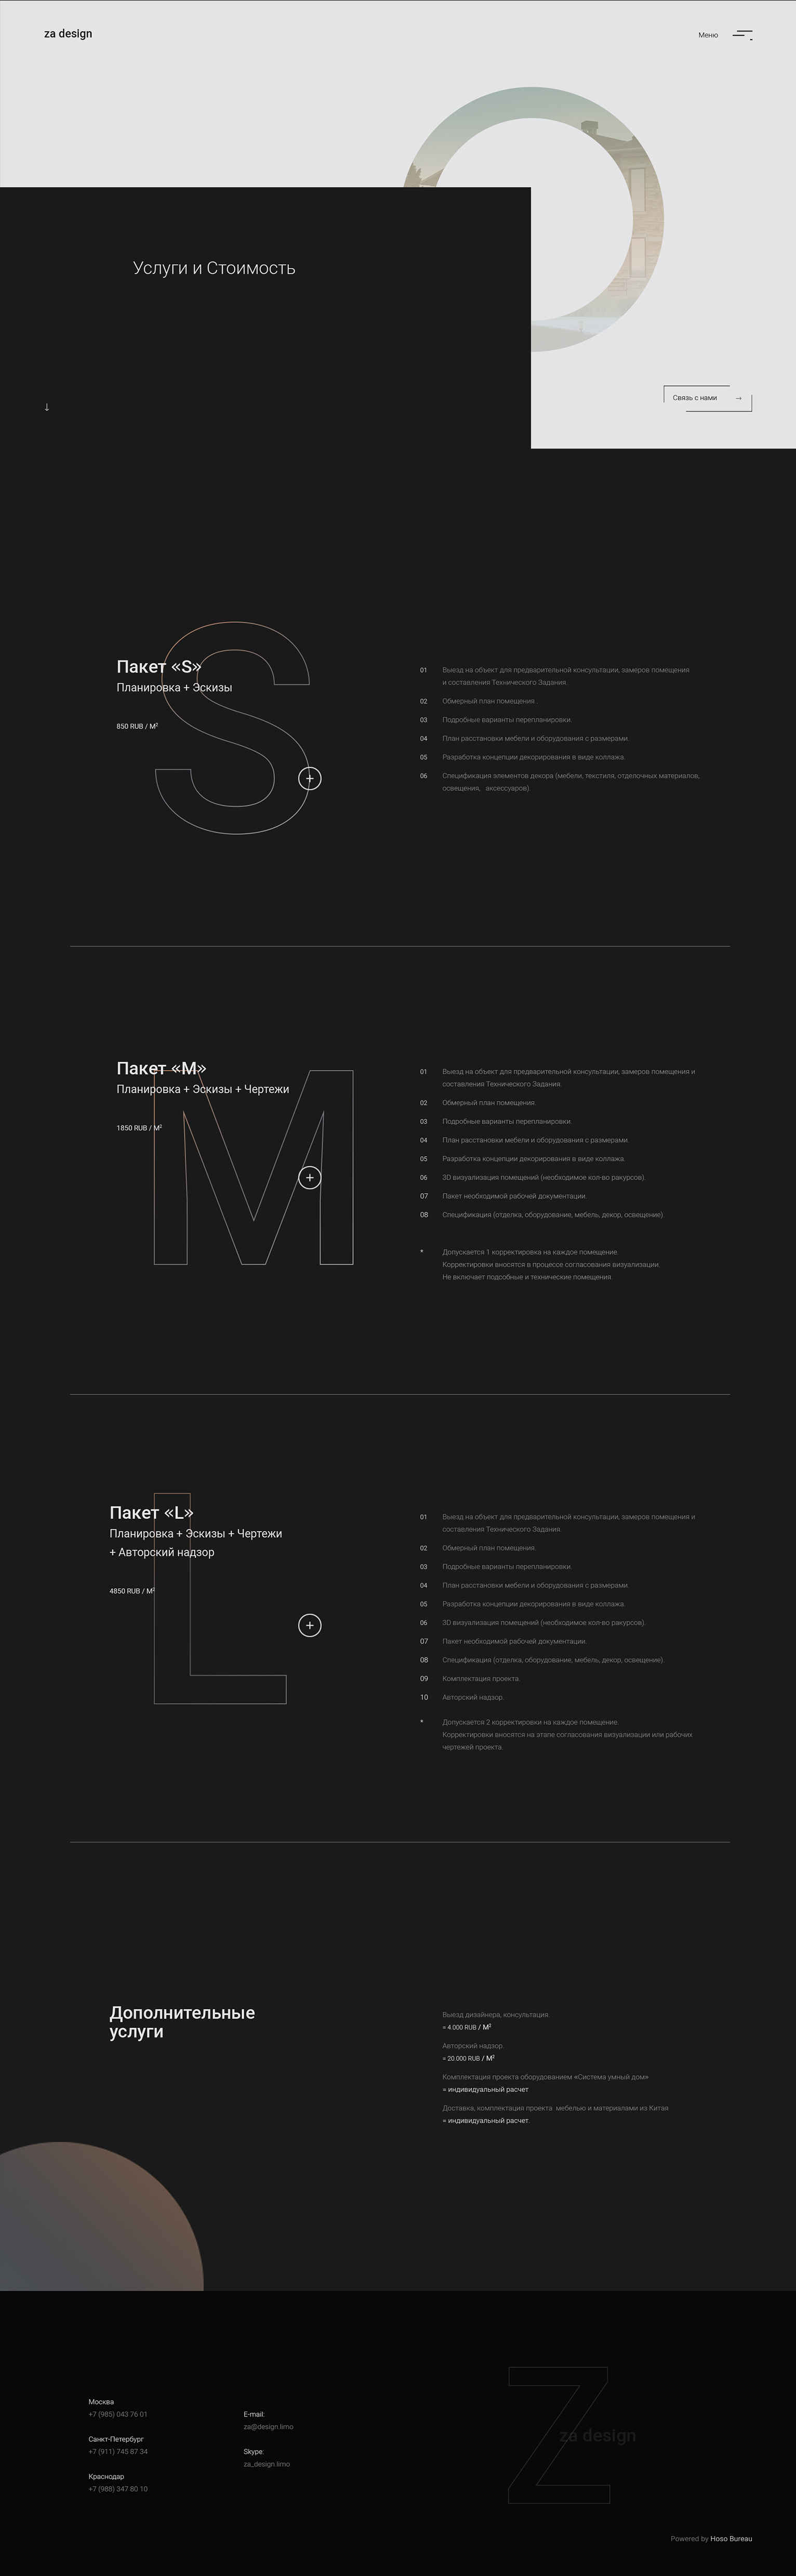 za design
Меню
Услуги и Стоимость
↓
Связь с нами →
S
Пакет «S»
Планировка + Эскизы
850 RUB / М²
+
01 Выезд на объект для предварительной консультации, замеров помещения
и составления Технического Задания.
02 Обмерный план помещения .
03 Подробные варианты перепланировки.
04 План расстановки мебели и оборудования с размерами.
05 Разработка концепции декорирования в виде коллажа.
06 Спецификация элементов декора (мебели, текстиля, отделочных материалов,
освещения, аксессуаров).
M
Пакет «M»
Планировка + Эскизы + Чертежи
1850 RUB / М²
+
01 Выезд на объект для предварительной консультации, замеров помещения и
составления Технического Задания.
02 Обмерный план помещения.
03 Подробные варианты перепланировки.
04 План расстановки мебели и оборудования с размерами.
05 Разработка концепции декорирования в виде коллажа.
06 3D визуализация помещений (необходимое кол-во ракурсов).
07 Пакет необходимой рабочей документации.
08 Спецификация (отделка, оборудование, мебель, декор, освещение).
* Допускается 1 корректировка на каждое помещение.
Корректировки вносятся в процессе согласования визуализации.
Не включает подсобные и технические помещения.
L
Пакет «L»
Планировка + Эскизы + Чертежи
+ Авторский надзор
4850 RUB / М²
+
01 Выезд на объект для предварительной консультации, замеров помещения и
составления Технического Задания.
02 Обмерный план помещения.
03 Подробные варианты перепланировки.
04 План расстановки мебели и оборудования с размерами.
05 Разработка концепции декорирования в виде коллажа.
06 3D визуализация помещений (необходимое кол-во ракурсов).
07 Пакет необходимой рабочей документации.
08 Спецификация (отделка, оборудование, мебель, декор, освещение).
09 Комплектация проекта.
10 Авторский надзор.
* Допускается 2 корректировки на каждое помещение.
Корректировки вносятся на этапе согласования визуализации или рабочих
чертежей проекта.
Дополнительные
услуги
Выезд дизайнера, консультация.
= 4.000 RUB / М²
Авторский надзор.
= 20.000 RUB / М²
Комплектация проекта оборудованием «Система умный дом»
= индивидуальный расчет
Доставка, комплектация проекта мебелью и материалами из Китая
= индивидуальный расчет.
Москва
+7 (985) 043 76 01
Санкт-Петербург
+7 (911) 745 87 34
Краснодар
+7 (988) 347 80 10
E-mail:
za@design.limo
Skype:
za_design.limo
Z
za design
Powered by Hoso Bureau